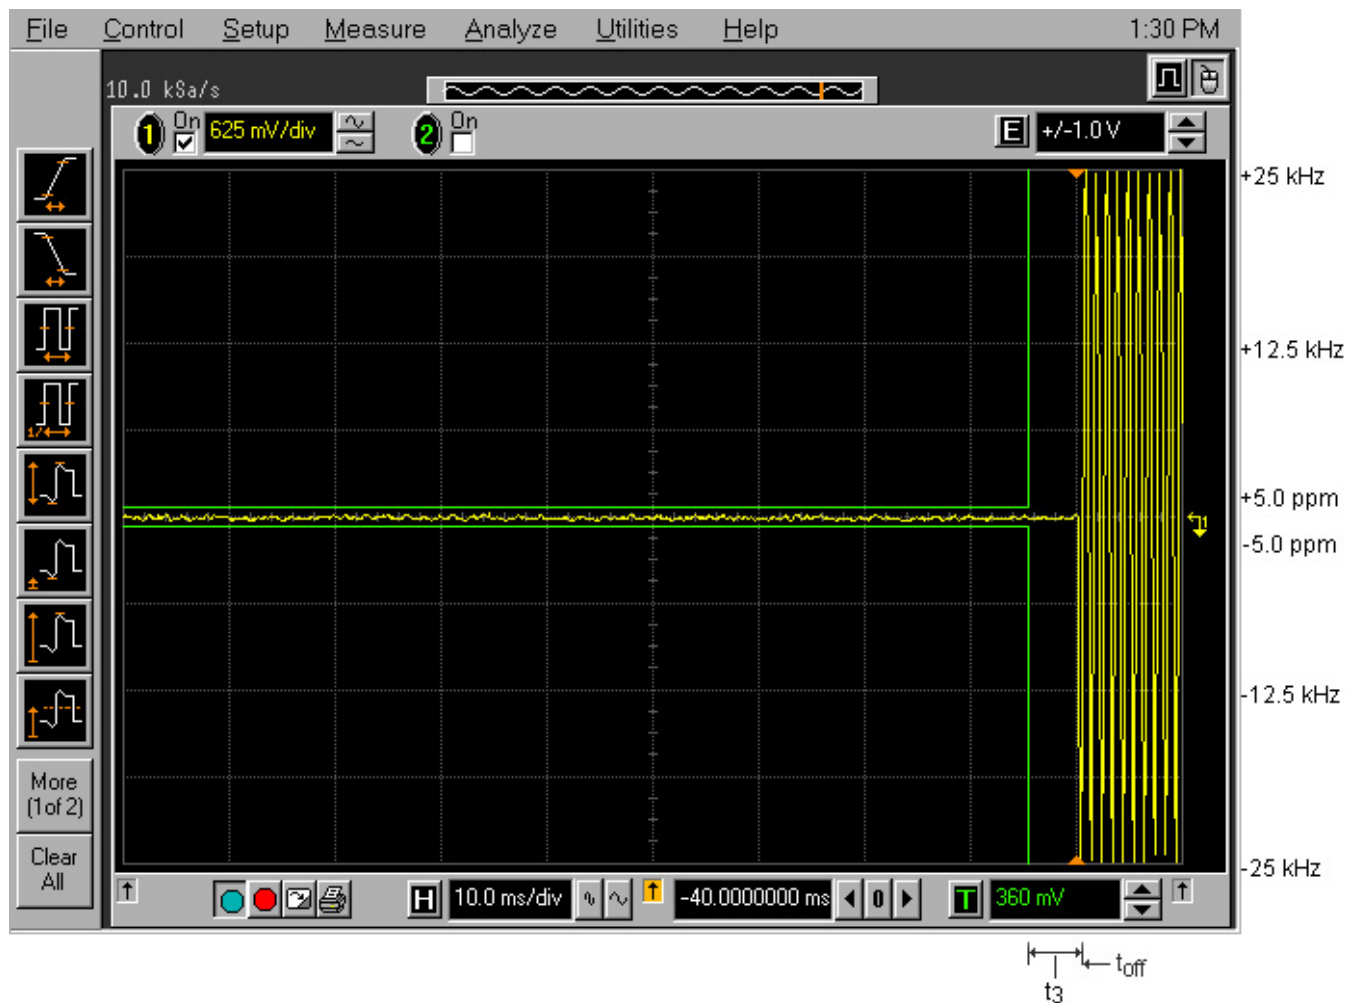 File Control Setup Measure Analyze Utilities Help 1:30 PM
10.0 kSa/s
1 On 625 mV/div 2 On E +/-1.0 V
+25 kHz
+12.5 kHz
+5.0 ppm
-5.0 ppm
-12.5 kHz
-25 kHz
1/
More
(1of 2)
Clear
All
H 10.0 ms/div -40.0000000 ms 0 T 360 mV
toff
t3